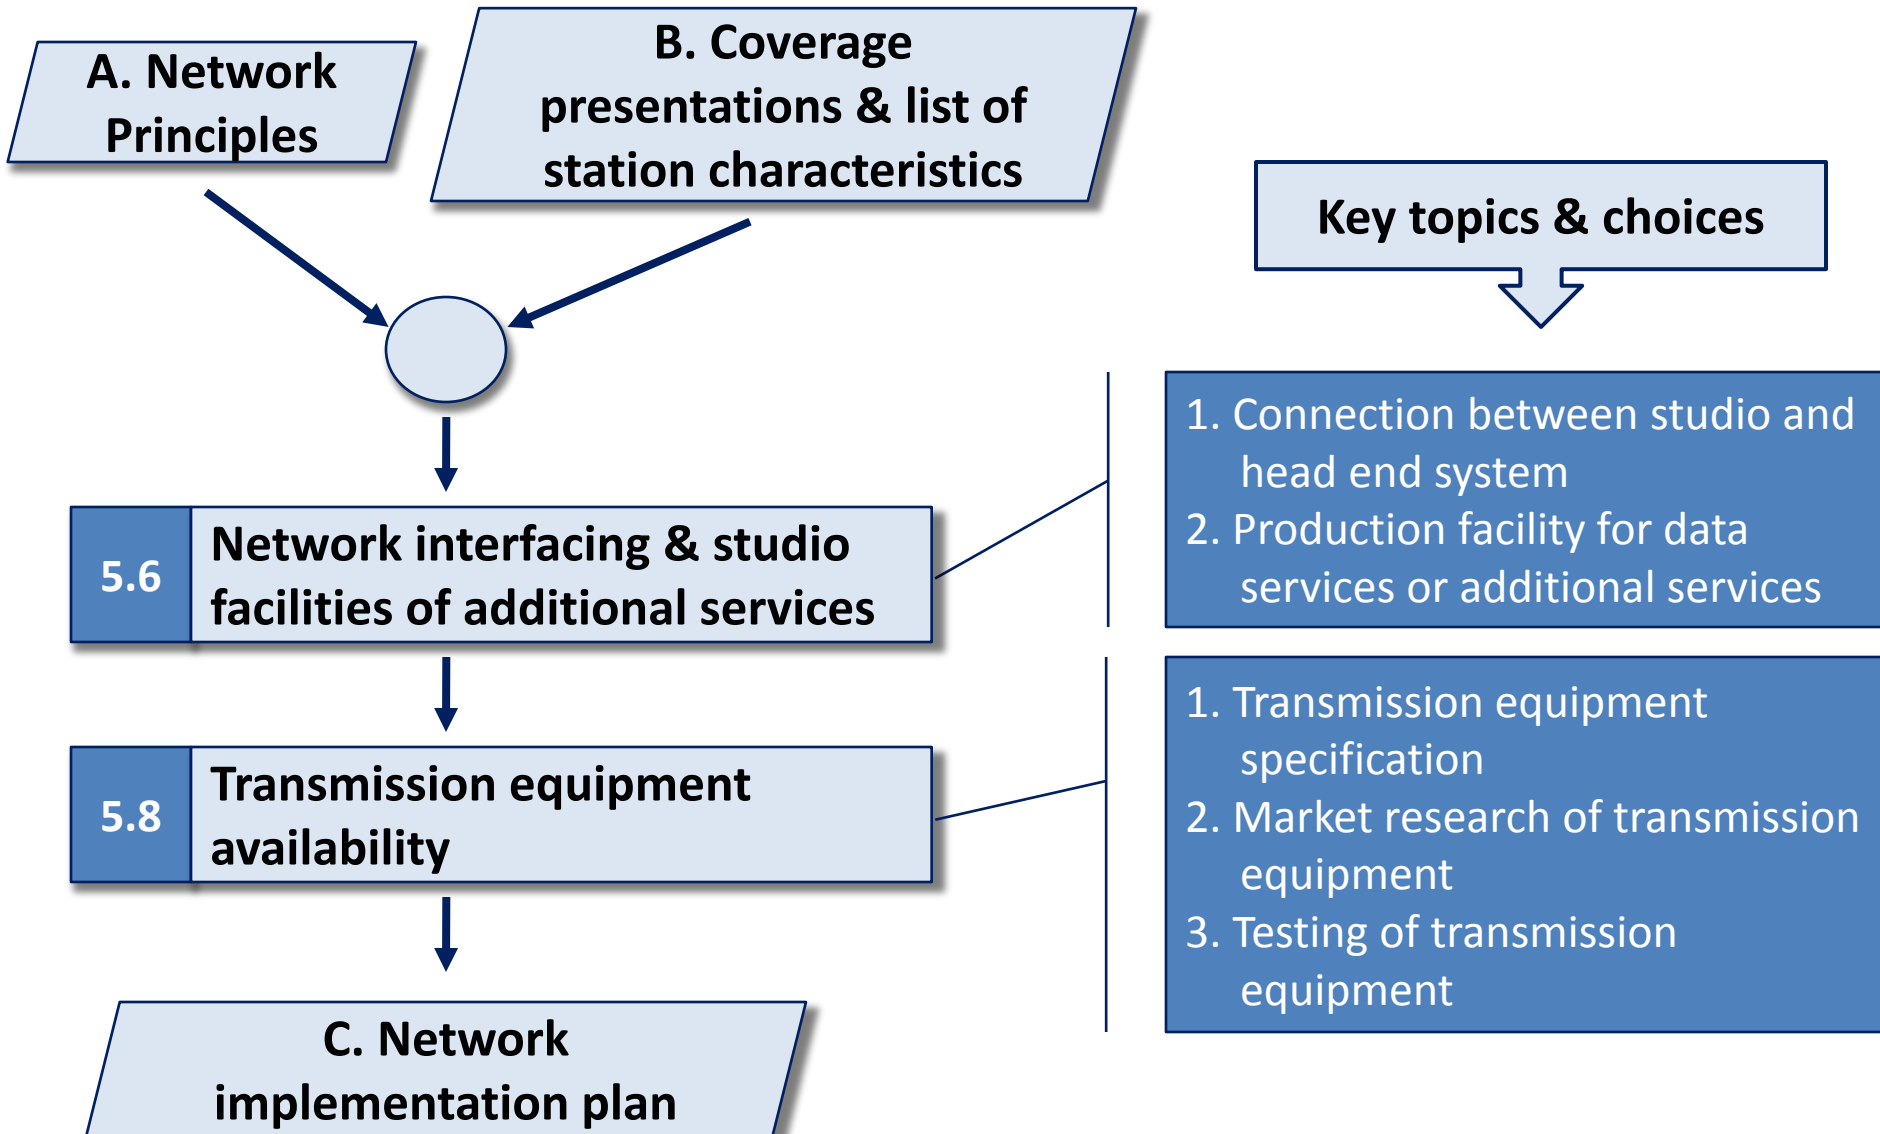 A. Network
Principles
B. Coverage
presentations & list of
station characteristics
Key topics & choices
5.6
Network interfacing & studio
facilities of additional services
1. Connection between studio and
head end system
2. Production facility for data
services or additional services
5.8
Transmission equipment
availability
1. Transmission equipment
specification
2. Market research of transmission
equipment
3. Testing of transmission
equipment
C. Network
implementation plan